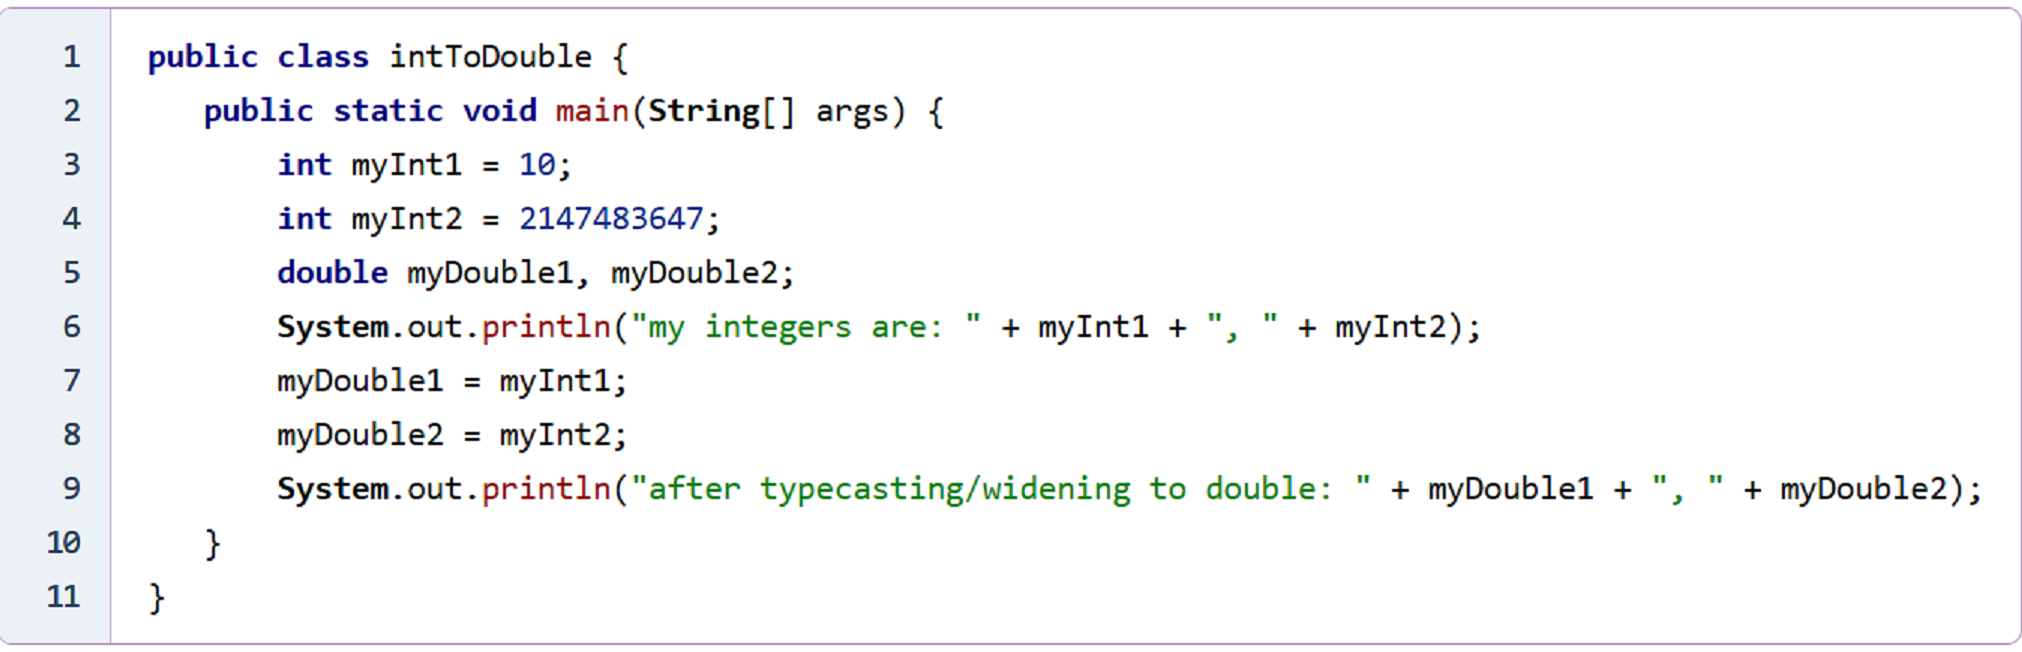 1 public class intToDouble {
2 public static void main(String[] args) {
3 int myInt1 = 10;
4 int myInt2 = 2147483647;
5 double myDouble1, myDouble2;
6 System.out.println("my integers are: " + myInt1 + ", " + myInt2);
7 myDouble1 = myInt1;
8 myDouble2 = myInt2;
9 System.out.println("after typecasting/widening to double: " + myDouble1 + ", " + myDouble2);
10 }
11 }